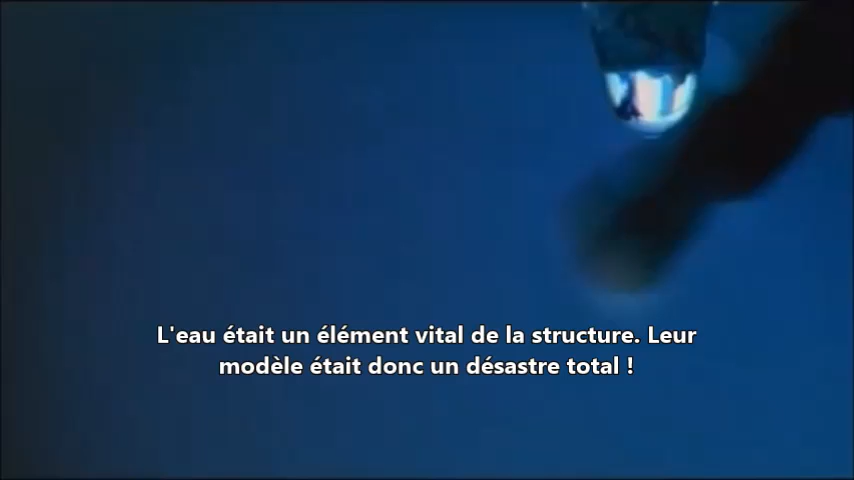 L'eau était un élément vital de la structure. Leur
modèle était donc un désastre total !